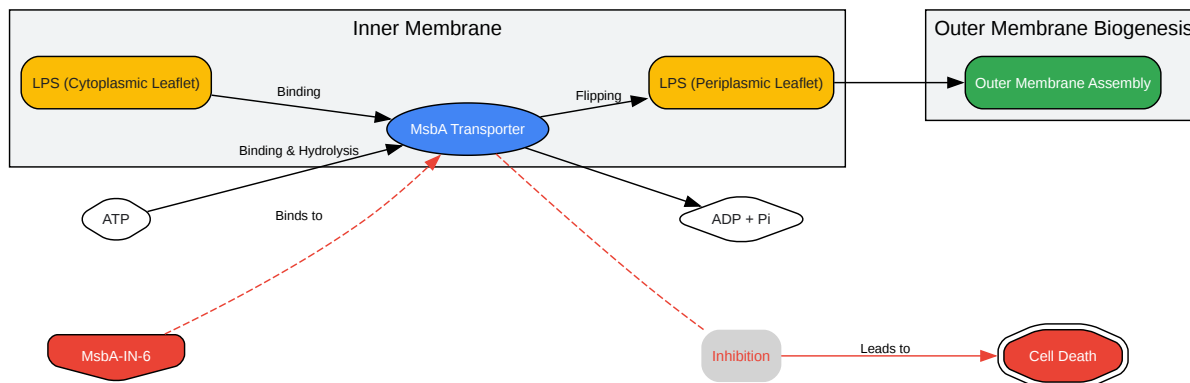 Inner Membrane
Outer Membrane Biogenesis
LPS (Cytoplasmic Leaflet)
Binding
MsbA Transporter
Flipping
LPS (Periplasmic Leaflet)
Outer Membrane Assembly
Binding & Hydrolysis
ATP
Binds to
ADP + Pi
MsbA-IN-6
Inhibition
Leads to
Cell Death